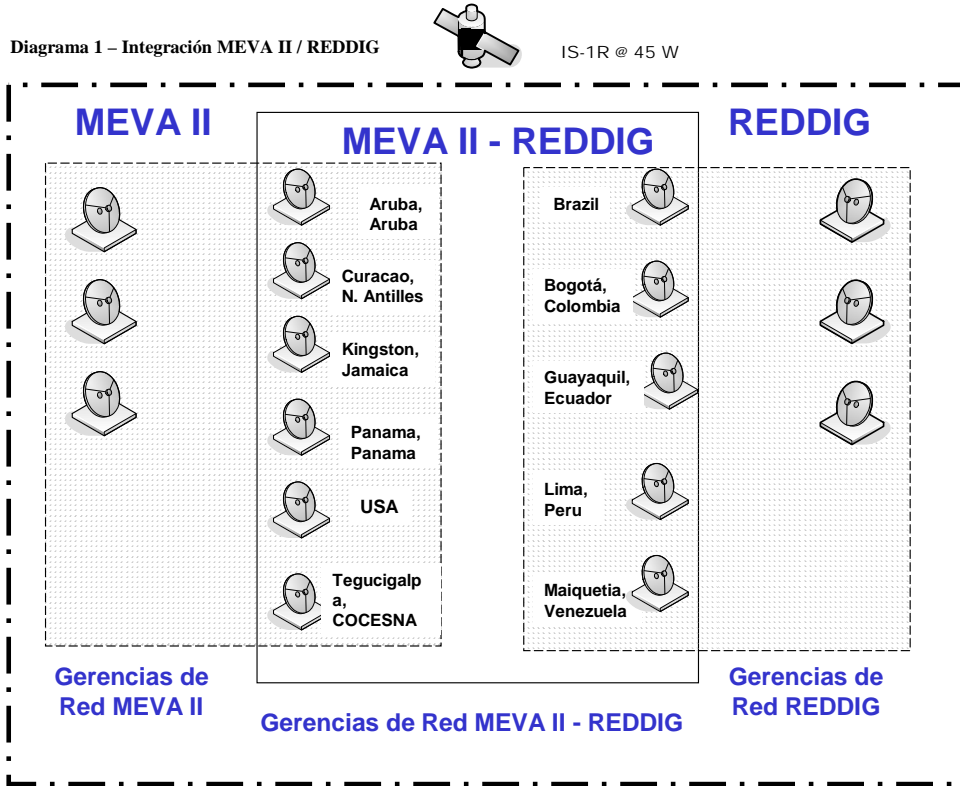 Diagrama 1 – Integración MEVA II / REDDIG
IS-1R @ 45 W
MEVA II
MEVA II - REDDIG
REDDIG
Aruba,
Aruba
Curacao,
N. Antilles
Kingston,
Jamaica
Panama,
Panama
USA
Tegucigalp
a,
COCESNA
Brazil
Bogotá,
Colombia
Guayaquil,
Ecuador
Lima,
Peru
Maiquetia,
Venezuela
Gerencias de
Red MEVA II
Gerencias de Red MEVA II - REDDIG
Gerencias de
Red REDDIG